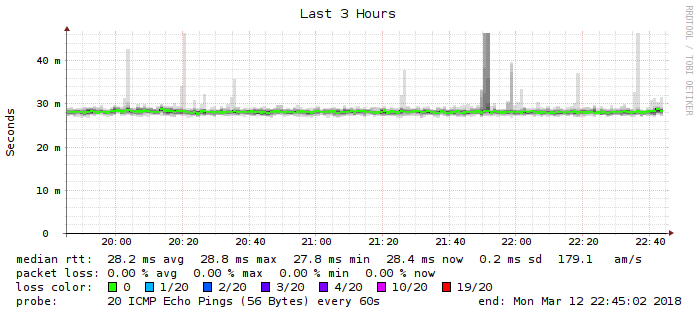 Last 3 Hours
RRDTOOL / TOBI OETIKER
Seconds
40 m
30 m
20 m
10 m
0
20:00 20:20 20:40 21:00 21:20 21:40 22:00 22:20 22:40
median rtt: 28.2 ms avg 28.8 ms max 27.8 ms min 28.4 ms now 0.2 ms sd 179.1 am/s
packet loss: 0.00 % avg 0.00 % max 0.00 % min 0.00 % now
loss color: 0 1/20 2/20 3/20 4/20 10/20 19/20
probe: 20 ICMP Echo Pings (56 Bytes) every 60s end: Mon Mar 12 22:45:02 2018